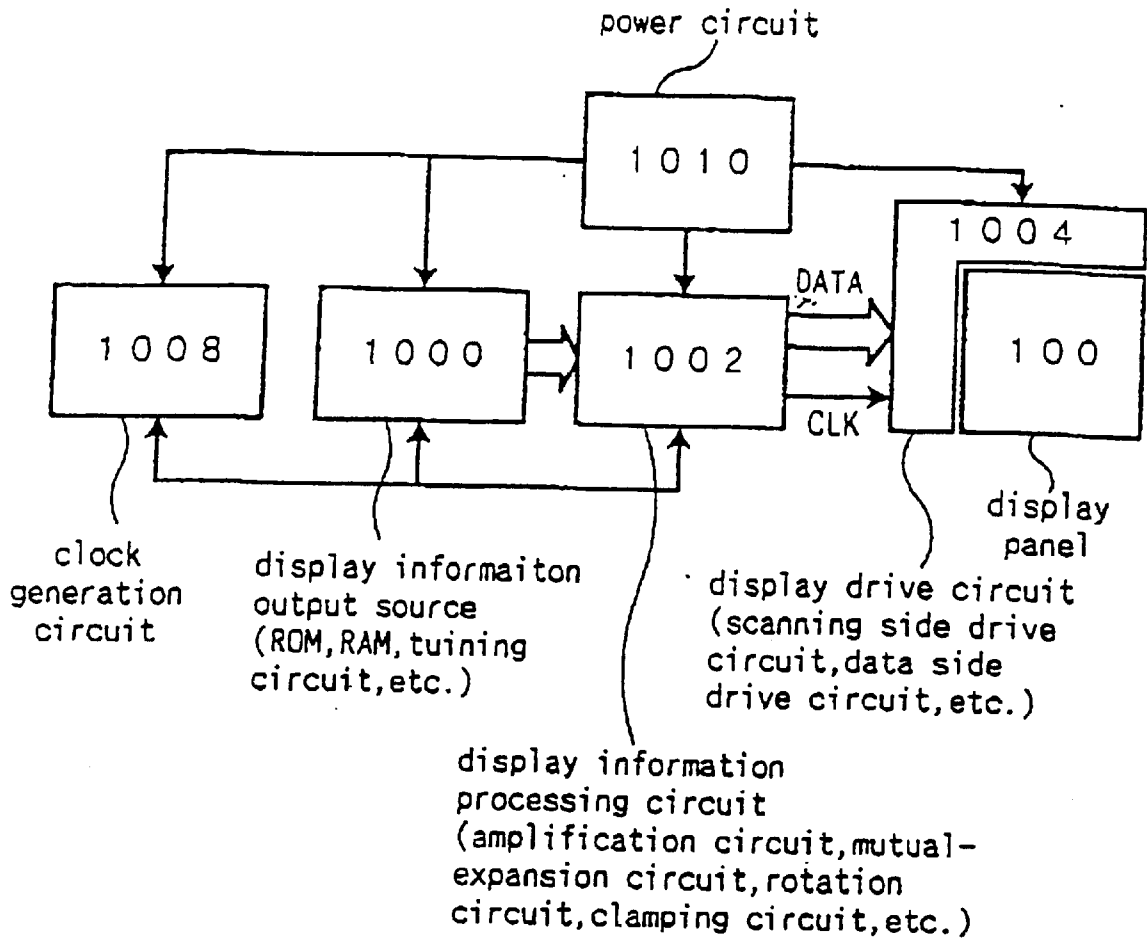 power circuit
1010
1004
DATA
1008
1000
1002
100
CLK
clock
generation
circuit
display informaiton
output source
(ROM,RAM,tuining
circuit,etc.)
display
panel
display drive circuit
(scanning side drive
circuit,data side
drive circuit,etc.)
display information
processing circuit
(amplification circuit,mutual-
expansion circuit,rotation
circuit,clamping circuit,etc.)